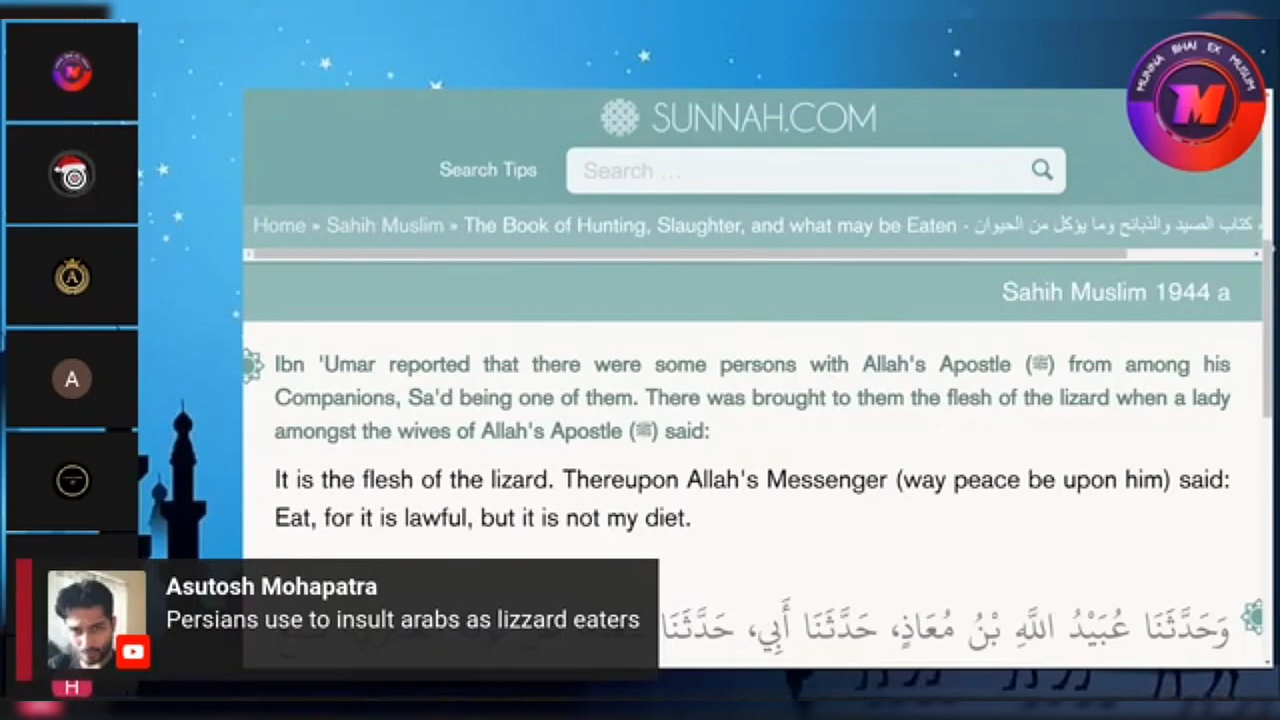 MUNNA BHAI EX MUSLIM
M
SUNNAH.COM
Search Tips
Search ...
Home » Sahih Muslim » The Book of Hunting, Slaughter, and what may be Eaten - كتاب الصيد والذبائح وما يؤكل من الحيوان
Sahih Muslim 1944 a
Ibn 'Umar reported that there were some persons with Allah's Apostle (ﷺ) from among his
Companions, Sa'd being one of them. There was brought to them the flesh of the lizard when a lady
amongst the wives of Allah's Apostle (ﷺ) said:
It is the flesh of the lizard. Thereupon Allah's Messenger (way peace be upon him) said:
Eat, for it is lawful, but it is not my diet.
وَحَدَّثَنَا عُبَيْدُ اللَّهِ بْنُ مُعَاذٍ، حَدَّثَنَا أَبِي، حَدَّثَنَا
A
A
Asutosh Mohapatra
Persians use to insult arabs as lizzard eaters
H